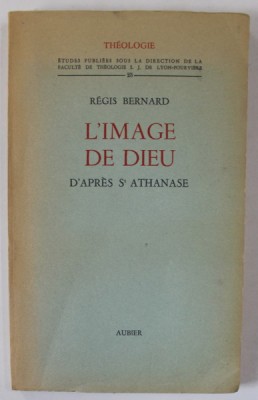 THÉOLOGIE
ÉTUDES PUBLIÉES SOUS LA DIRECTION DE LA
FACULTÉ DE THÉOLOGIE S. J. DE LYON-FOURVIÈRE
25
RÉGIS BERNARD
L'IMAGE
DE DIEU
D'APRÈS St ATHANASE
AUBIER